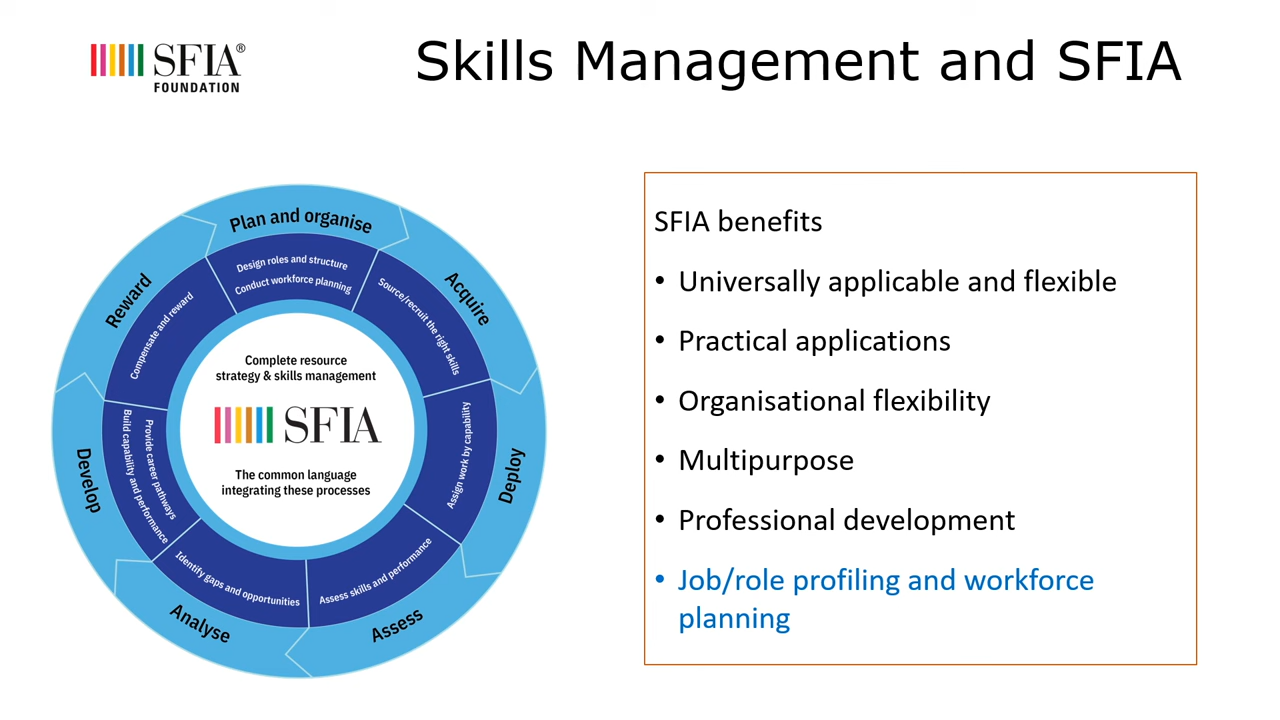 SFIA®
FOUNDATION
Skills Management and SFIA
Plan and organise
Design roles and structure
Conduct workforce planning
Acquire
Source/recruit the right skills
Deploy
Assign work by capability
Assess
Assess skills and performance
Analyse
Identify gaps and opportunities
Develop
Provide career pathways
Build capability and performance
Reward
Compensate and reward
Complete resource
strategy & skills management
SFIA
The common language
integrating these processes
SFIA benefits
• Universally applicable and flexible
• Practical applications
• Organisational flexibility
• Multipurpose
• Professional development
• Job/role profiling and workforce
planning